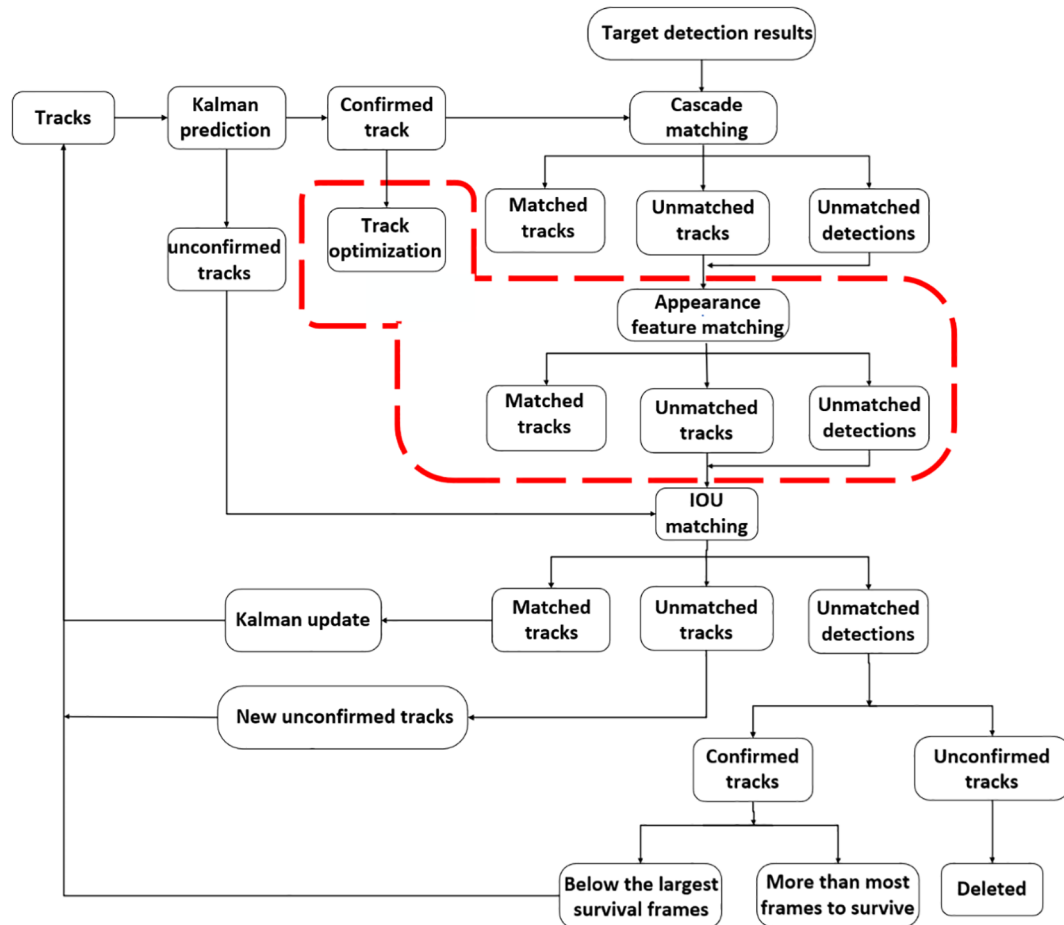 Target detection results
Tracks
Kalman
prediction
Confirmed
track
Cascade
matching
Matched
tracks
Unmatched
tracks
Unmatched
detections
unconfirmed
tracks
Track
optimization
Appearance
feature matching
Matched
tracks
Unmatched
tracks
Unmatched
detections
IOU
matching
Kalman update
Matched
tracks
Unmatched
tracks
Unmatched
detections
New unconfirmed tracks
Confirmed
tracks
Unconfirmed
tracks
Below the largest
survival frames
More than most
frames to survive
Deleted